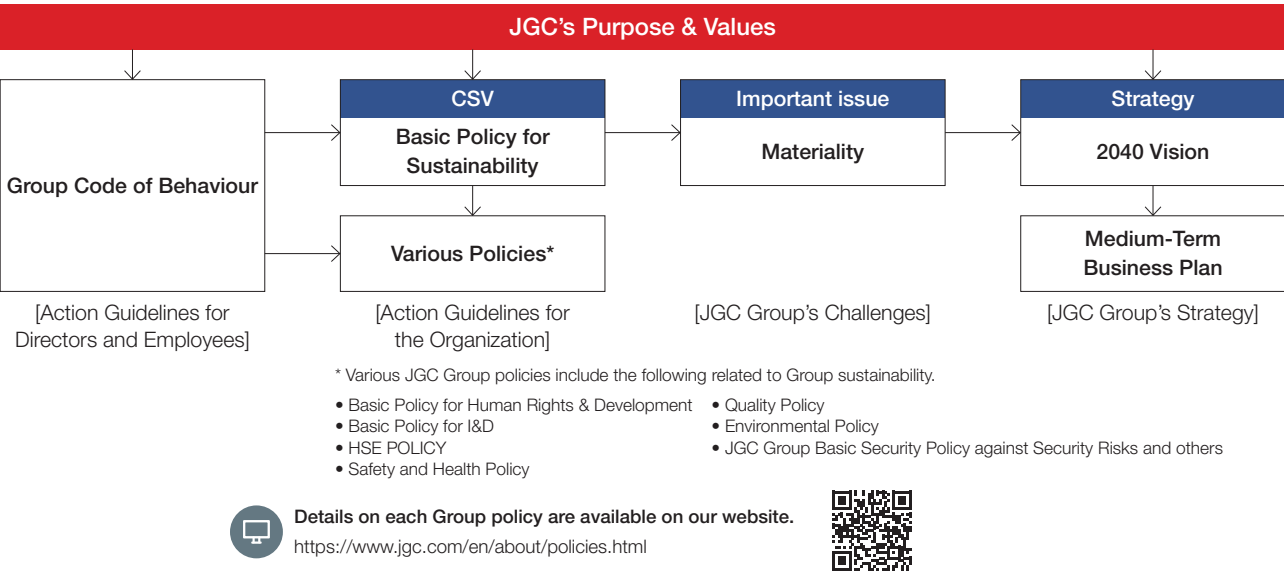 JGC's Purpose & Values
Group Code of Behaviour
[Action Guidelines for
Directors and Employees]
CSV
Basic Policy for
Sustainability
Various Policies*
[Action Guidelines for
the Organization]
Important issue
Materiality
[JGC Group's Challenges]
Strategy
2040 Vision
Medium-Term
Business Plan
[JGC Group's Strategy]
* Various JGC Group policies include the following related to Group sustainability.
• Basic Policy for Human Rights & Development
• Basic Policy for I&D
• HSE POLICY
• Safety and Health Policy
• Quality Policy
• Environmental Policy
• JGC Group Basic Security Policy against Security Risks and others
Details on each Group policy are available on our website.
https://www.jgc.com/en/about/policies.html